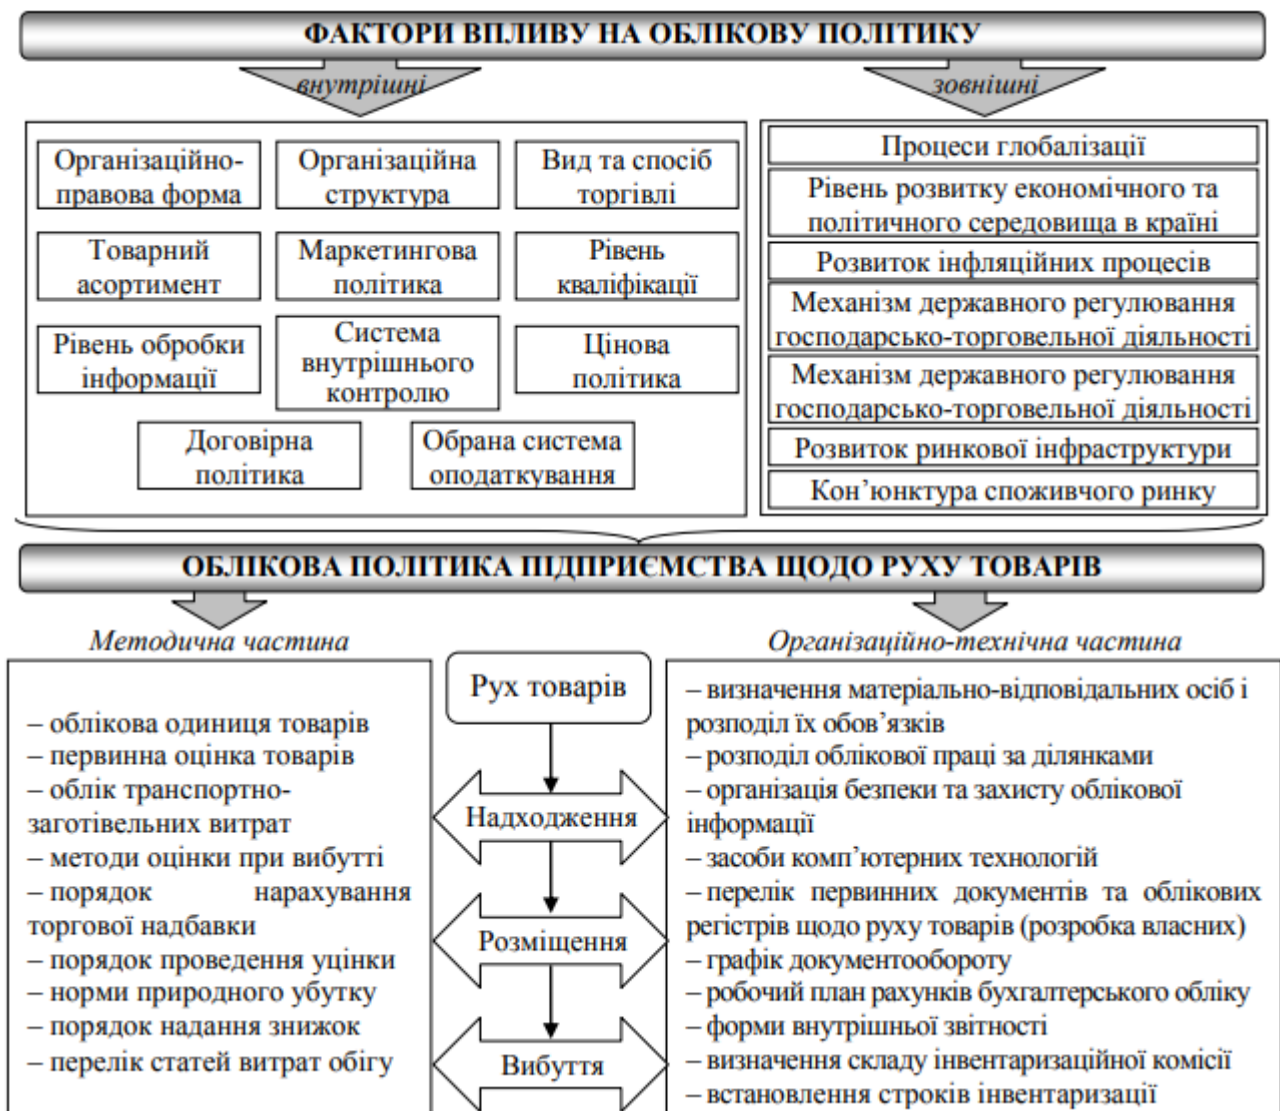 ФАКТОРИ ВПЛИВУ НА ОБЛІКОВУ ПОЛІТИКУ
внутрішні
зовнішні
Організаційно-
правова форма
Організаційна
структура
Вид та спосіб
торгівлі
Товарний
асортимент
Маркетингова
політика
Рівень
кваліфікації
Рівень обробки
інформації
Система
внутрішнього
контролю
Цінова
політика
Договірна
політика
Обрана система
оподаткування
Процеси глобалізації
Рівень розвитку економічного та
політичного середовища в країні
Розвиток інфляційних процесів
Механізм державного регулювання
господарсько-торговельної діяльності
Механізм державного регулювання
господарсько-торговельної діяльності
Розвиток ринкової інфраструктури
Кон’юнктура споживчого ринку
ОБЛІКОВА ПОЛІТИКА ПІДПРИЄМСТВА ЩОДО РУХУ ТОВАРІВ
Методична частина
Організаційно-технічна частина
– облікова одиниця товарів
– первинна оцінка товарів
– облік транспортно-
заготівельних витрат
– методи оцінки при вибутті
– порядок нарахування
торгової надбавки
– порядок проведення уцінки
– норми природного убутку
– порядок надання знижок
– перелік статей витрат обігу
Рух товарів
Надходження
Розміщення
Вибуття
– визначення матеріально-відповідальних осіб і
розподіл їх обов’язків
– розподіл облікової праці за ділянками
– організація безпеки та захисту облікової
інформації
– засоби комп’ютерних технологій
– перелік первинних документів та облікових
регістрів щодо руху товарів (розробка власних)
– графік документообороту
– робочий план рахунків бухгалтерського обліку
– форми внутрішньої звітності
– визначення складу інвентаризаційної комісії
– встановлення строків інвентаризації